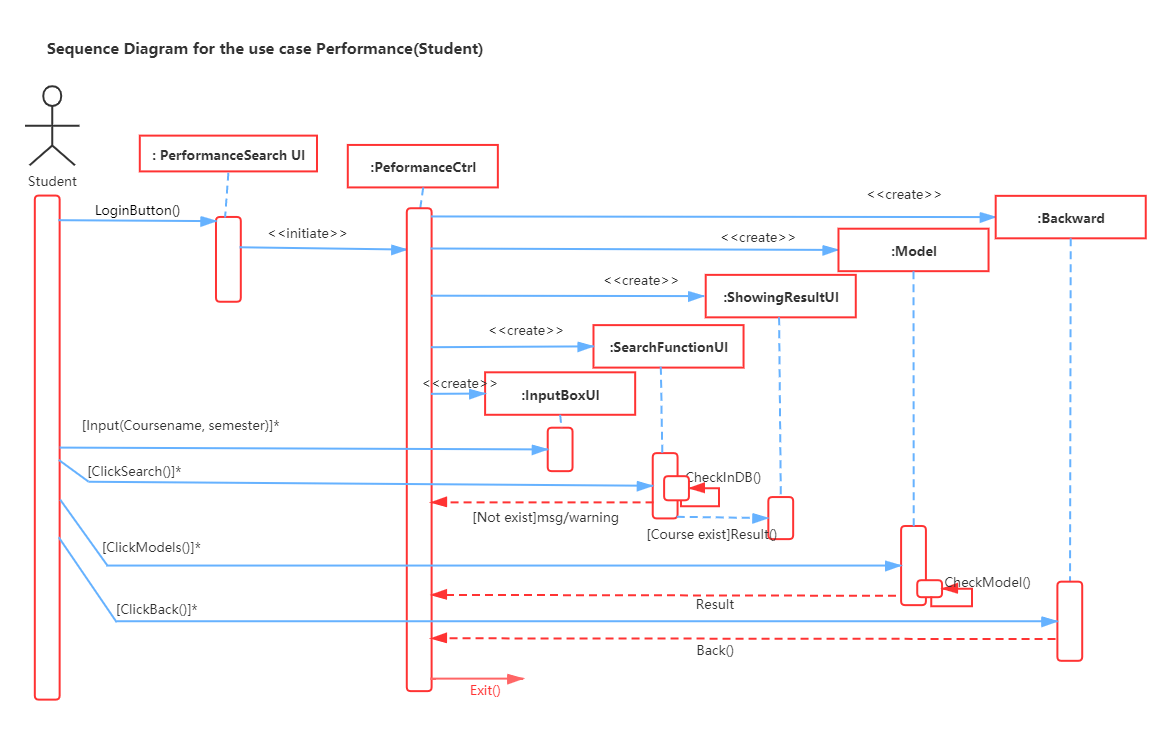 Sequence Diagram for the use case Performance(Student)
Student
: PerformanceSearch UI
:PeformanceCtrl
<<create>>
:Backward
LoginButton()
<<initiate>>
<<create>>
:Model
<<create>>
:ShowingResultUI
<<create>>
:SearchFunctionUI
<<create>>
:InputBoxUI
[Input(Coursename, semester)]*
[ClickSearch()]*
CheckInDB()
[Not exist]msg/warning
[Course exist]Result()
[ClickModels()]*
CheckModel()
Result
[ClickBack()]*
Back()
Exit()